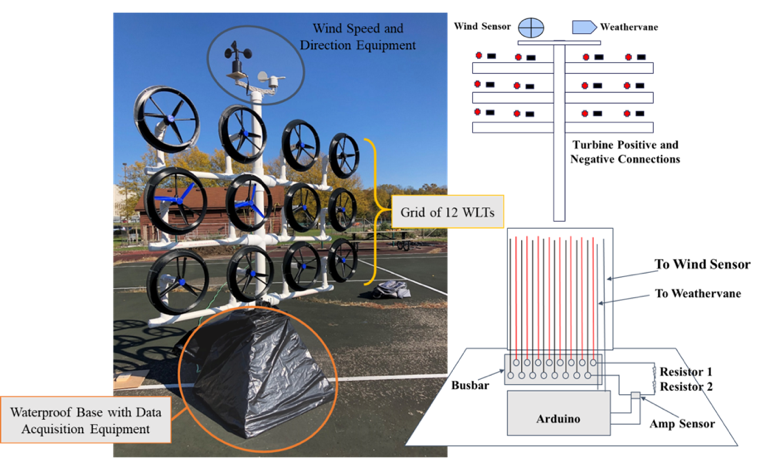 Wind Speed and
Direction Equipment
Grid of 12 WLTs
Waterproof Base with Data
Acquisition Equipment
Wind Sensor
Weathervane
Turbine Positive and
Negative Connections
To Wind Sensor
To Weathervane
Busbar
Resistor 1
Resistor 2
Arduino
Amp Sensor